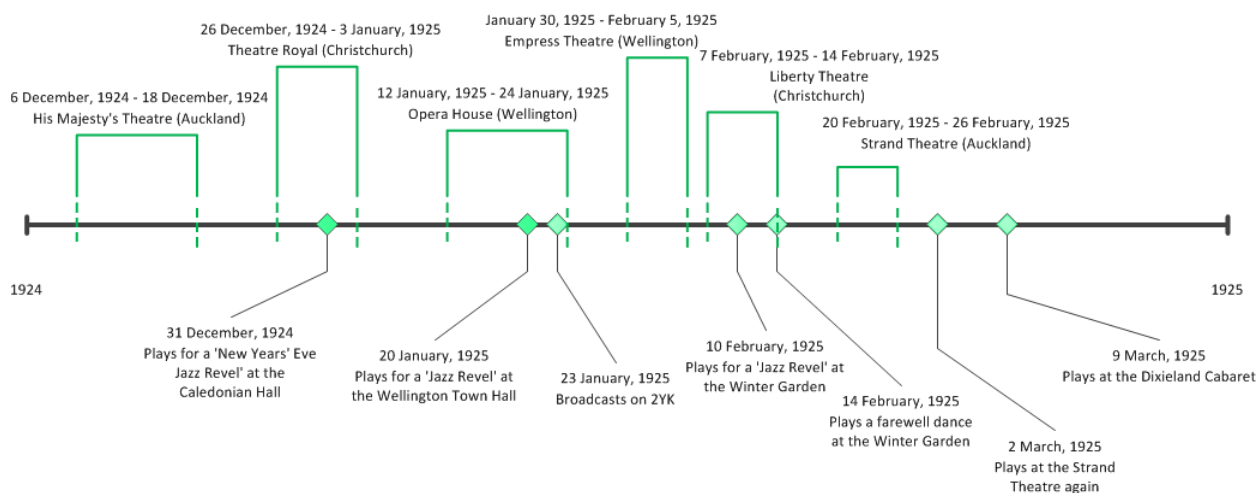 26 December, 1924 - 3 January, 1925
Theatre Royal (Christchurch)
January 30, 1925 - February 5, 1925
Empress Theatre (Wellington)
7 February, 1925 - 14 February, 1925
Liberty Theatre
(Christchurch)
6 December, 1924 - 18 December, 1924
His Majesty's Theatre (Auckland)
12 January, 1925 - 24 January, 1925
Opera House (Wellington)
20 February, 1925 - 26 February, 1925
Strand Theatre (Auckland)
1924
1925
31 December, 1924
Plays for a 'New Years' Eve
Jazz Revel' at the
Caledonian Hall
20 January, 1925
Plays for a 'Jazz Revel' at
the Wellington Town Hall
23 January, 1925
Broadcasts on 2YK
10 February, 1925
Plays for a 'Jazz Revel' at
the Winter Garden
14 February, 1925
Plays a farewell dance
at the Winter Garden
2 March, 1925
Plays at the Strand
Theatre again
9 March, 1925
Plays at the Dixieland Cabaret